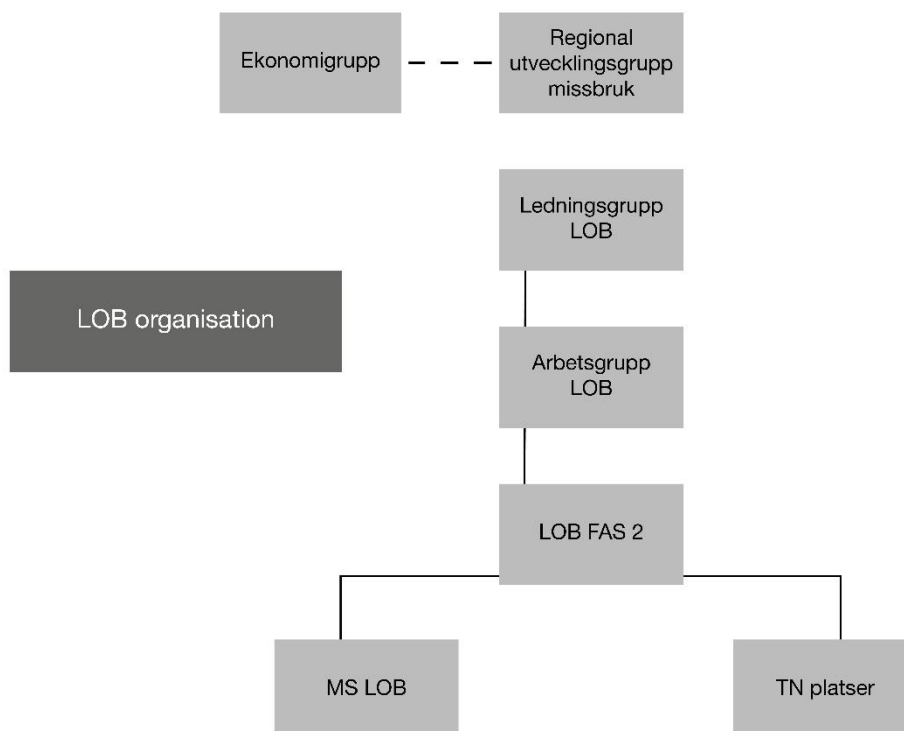 Ekonomigrupp
Regional
utvecklingsgrupp
missbruk
Ledningsgrupp
LOB
LOB organisation
Arbetsgrupp
LOB
LOB FAS 2
MS LOB
TN platser